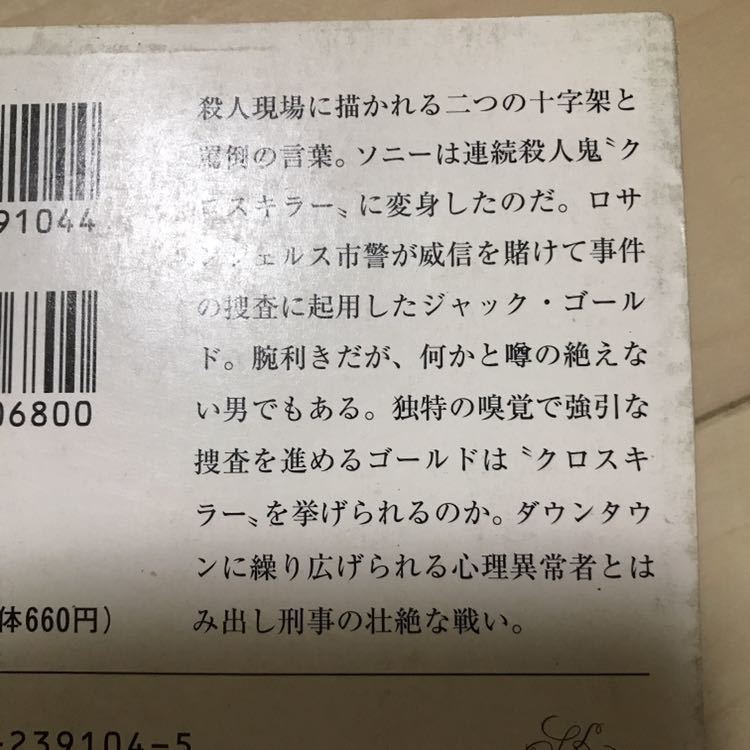 殺人現場に描かれる二つの十字架と
罵倒の言葉。ソニーは連続殺人鬼〝ク
ロスキラー〟に変身したのだ。ロサ
ンジェルス市警が威信を賭けて事件
の捜査に起用したジャック・ゴール
ド。腕利きだが、何かと噂の絶えな
い男でもある。独特の嗅覚で強引な
捜査を進めるゴールドは〝クロスキ
ラー〟を挙げられるのか。ダウンタウ
ンに繰り広げられる心理異常者とは
み出し刑事の壮絶な戦い。
91044
06800
体660円)
-239104-5